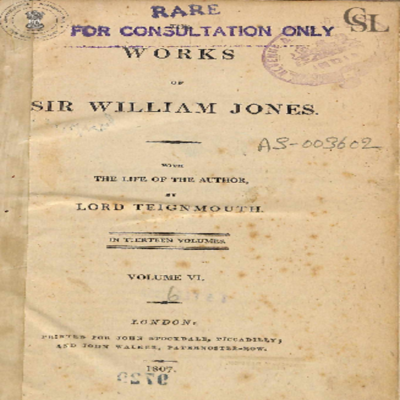 RARE
FOR CONSULTATION ONLY
CSL
WORKS
OF
SIR WILLIAM JONES.
AS-003602
WITH
THE LIFE OF THE AUTHOR,
BY
LORD TEIGNMOUTH.
IN THIRTEEN VOLUMES.
VOLUME VI.
LONDON:
PRINTED FOR JOHN STOCKDALE, PICCADILLY;
AND JOHN WALKER, PATERNOSTER-ROW.
1807.